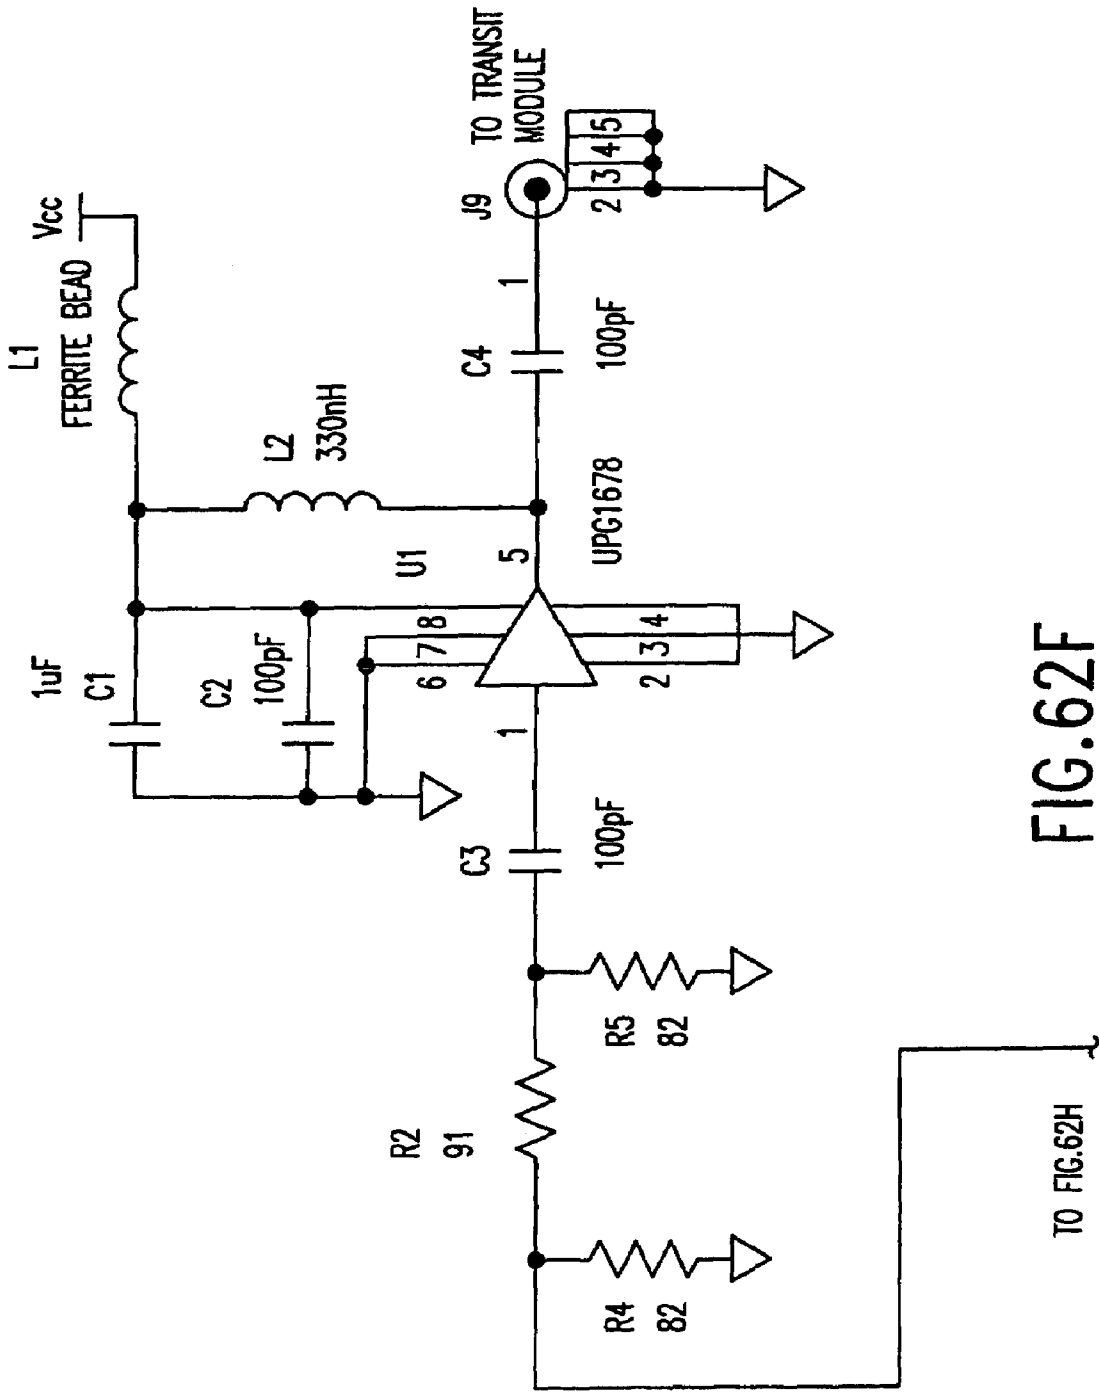 L1
FERRITE BEAD
Vcc
TO TRANSIT
MODULE
J9
1
2 3 4 5
C4
100pF
L2
330nH
U1
5
UPG1678
1uF
C1
C2
100pF
6 7 8
2 3 4
1
C3
100pF
R2
91
R5
82
R4
82
TO FIG.62H
FIG.62F